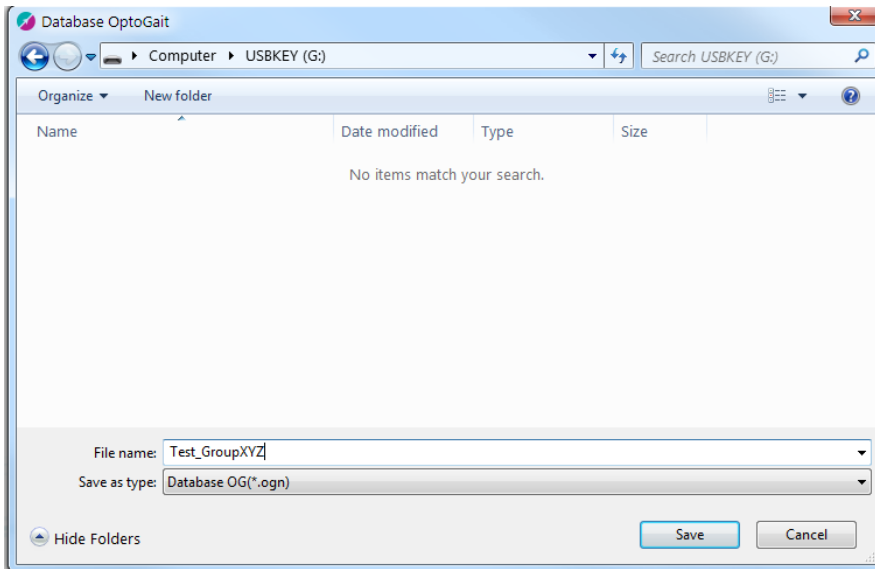 Database OptoGait
Computer USBKEY (G:) Search USBKEY (G:)
Organize New folder
Name Date modified Type Size
No items match your search.
File name: Test_GroupXYZ
Save as type: Database OG(*.ogn)
Hide Folders Save Cancel